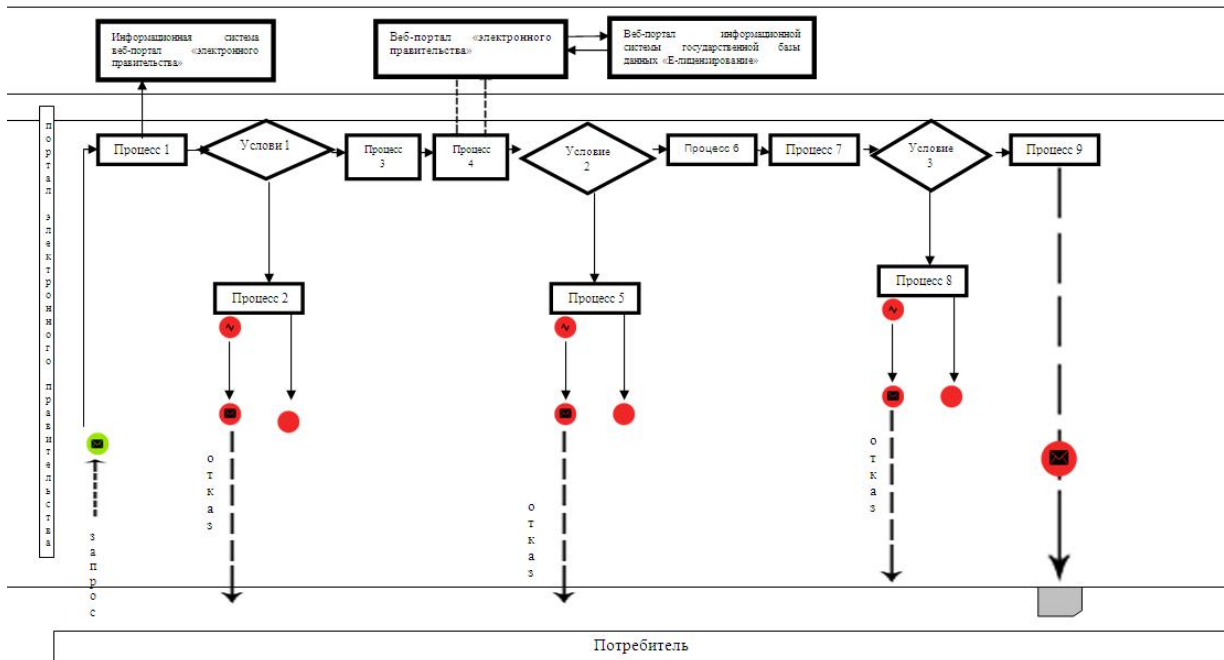 Информационная система
веб-портал «электронного
правительства»
Веб-портал «электронного
правительства»
Веб-портал информационной
системы государственной базы
данных «Е-лицензирование»
портал электронного правительства
Процесс 1
Услови 1
Процесс
3
Процесс
4
Условие
2
Процесс 6
Процесс 7
Условие
3
Процесс 9
Процесс 2
Процесс 5
Процесс 8
запрос
отказ
отказ
отказ
Потребитель